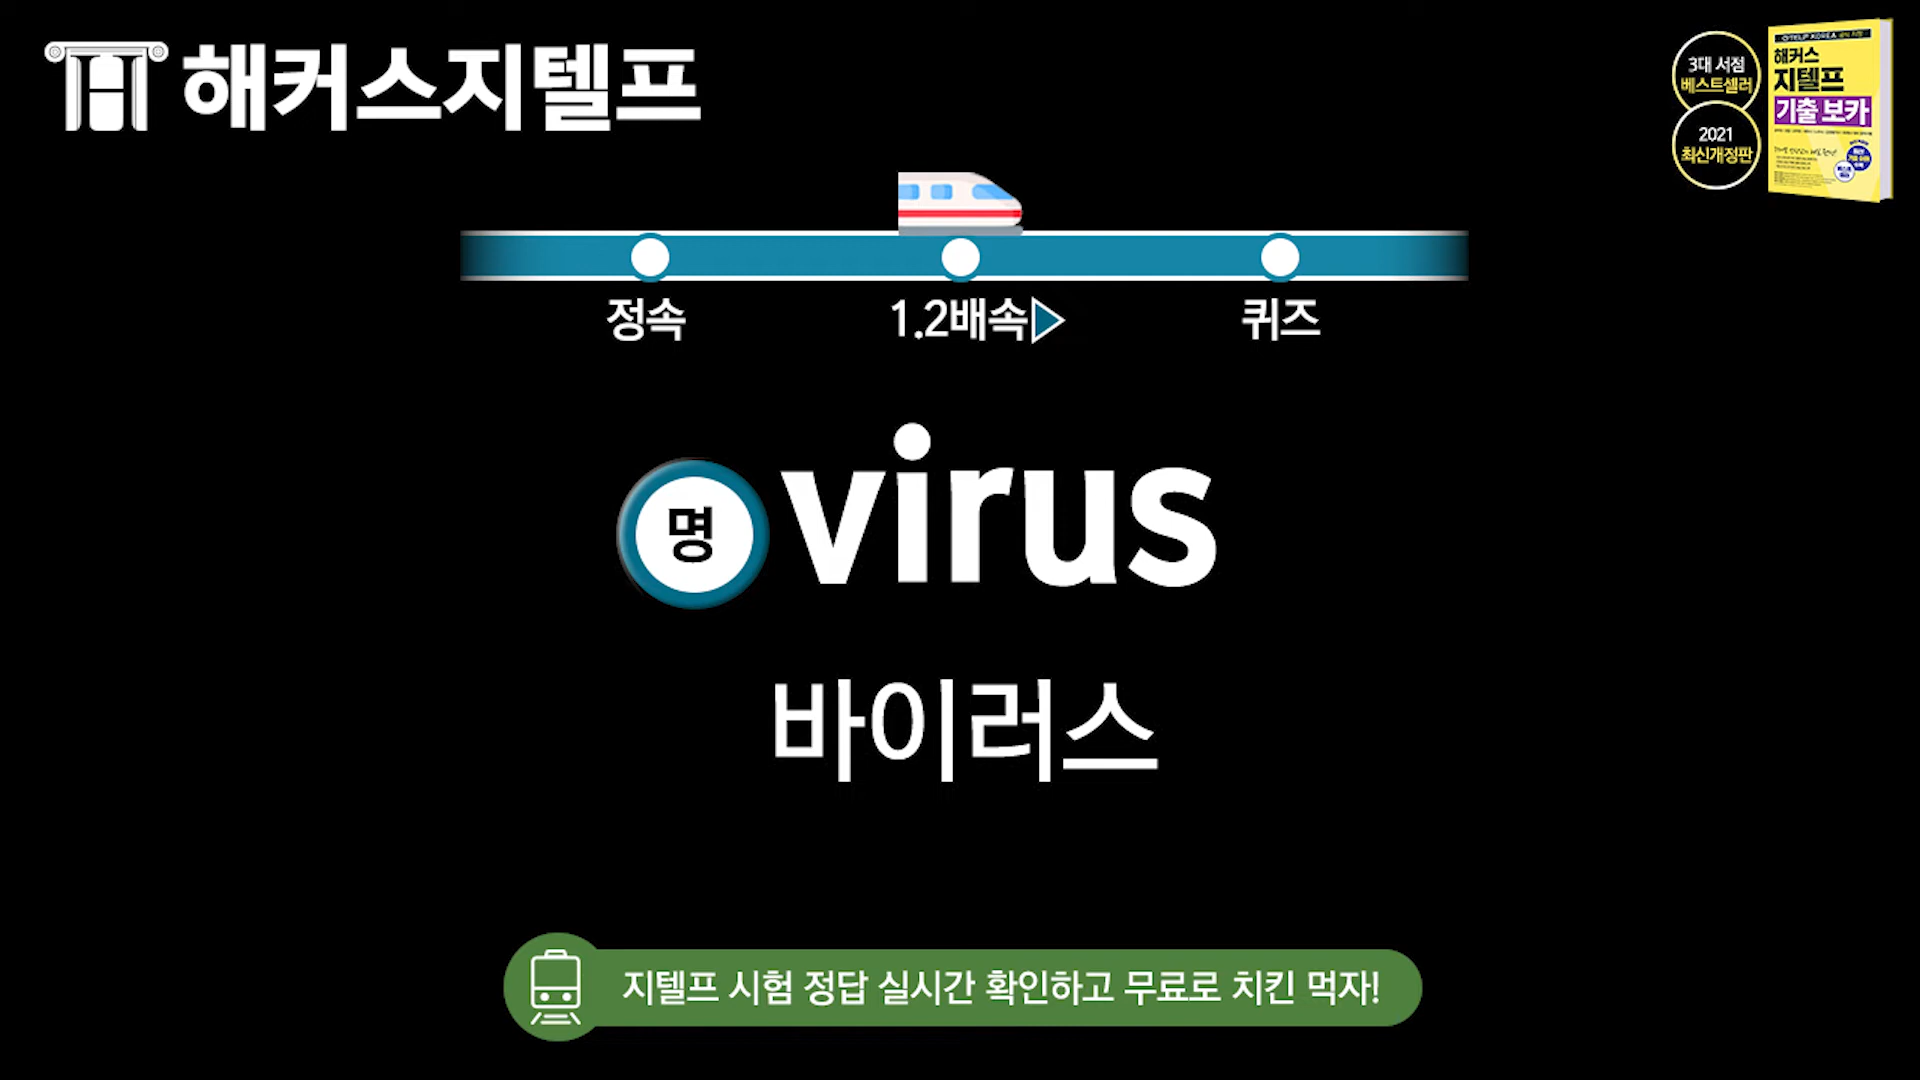 해커스지텔프
3대 서점
베스트셀러
2021
최신개정판
해커스
지텔프
기출 보카
정속
1.2배속
퀴즈
명 virus
바이러스
지텔프 시험 정답 실시간 확인하고 무료로 치킨 먹자!